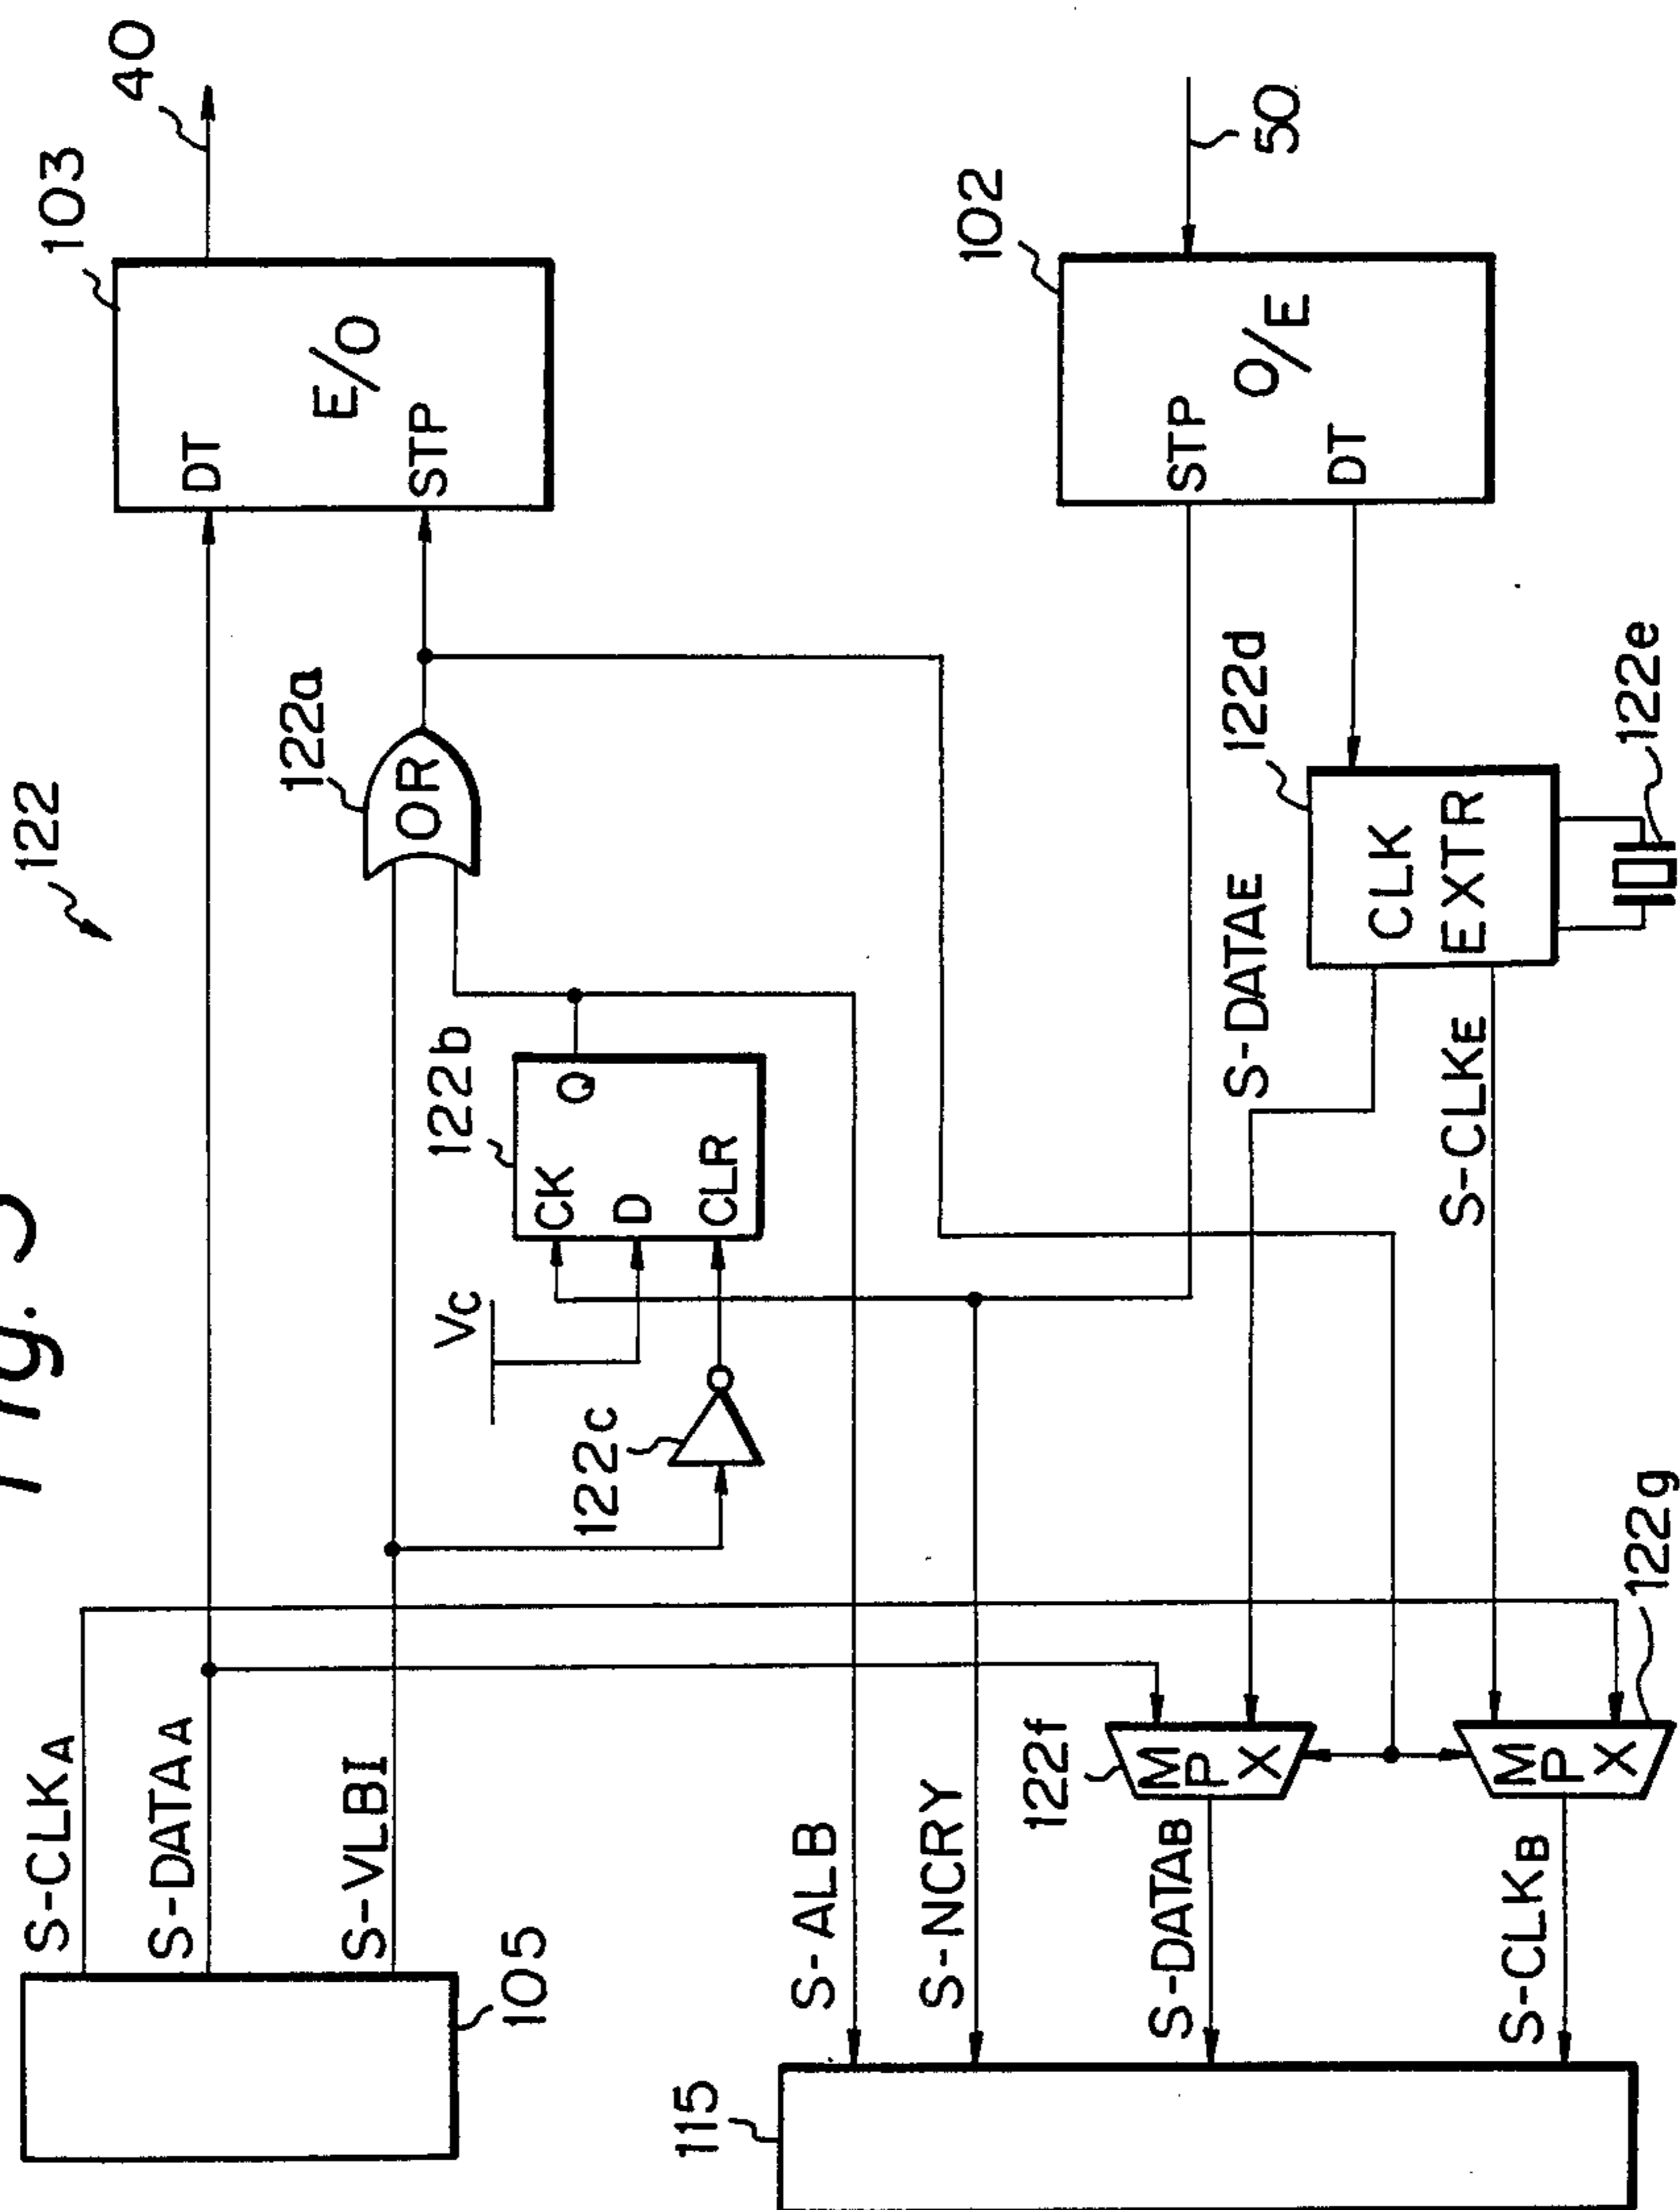 Fig. 5
122
S-CLKA
S-DATAA
S-VLBI
105
103
DT
E/O
STP
40
122a
OR
122b
CK
Q
D
CLR
Vc
122c
115
S-ALB
S-NCRY
S-DATAB
S-CLKB
122f
MPX
122g
MPX
S-DATAE
S-CLKE
122d
CLK
EXTR
122e
102
STP
O/E
DT
50